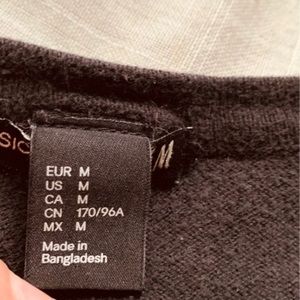 M
EUR M
US M
CA M
CN 170/96A
MX M
Made in
Bangladesh